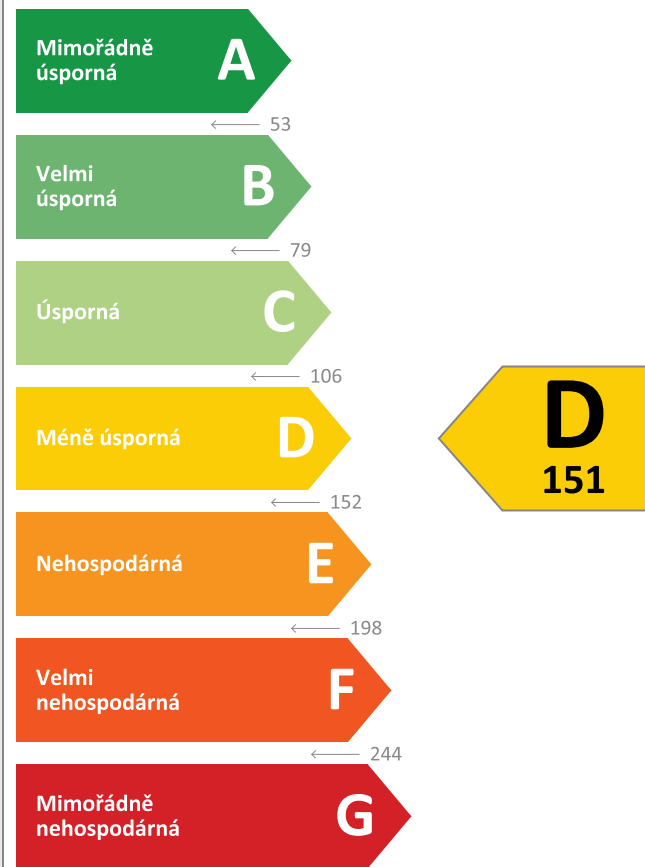 Mimořádně
úsporná
A
53
Velmi
úsporná
B
79
Úsporná
C
106
Méně úsporná
D
152
D
151
Nehospodárná
E
198
Velmi
nehospodárná
F
244
Mimořádně
nehospodárná
G